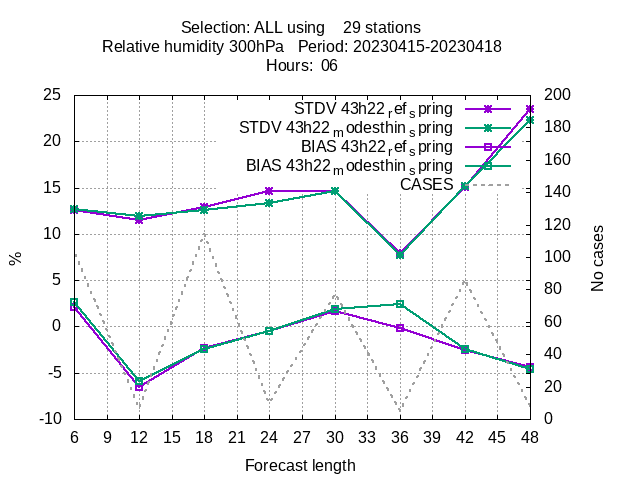 Selection: ALL using    29 stations
Relative humidity 300hPa   Period: 20230415-20230418
Hours:  06
25
20
15
10
5
0
-5
-10
%
STDV 43h22_ref_spring
STDV 43h22_modesthin_spring
BIAS 43h22_ref_spring
BIAS 43h22_modesthin_spring
CASES
200
180
160
140
120
100
80
60
40
20
0
No cases
6 9 12 15 18 21 24 27 30 33 36 39 42 45 48
Forecast length